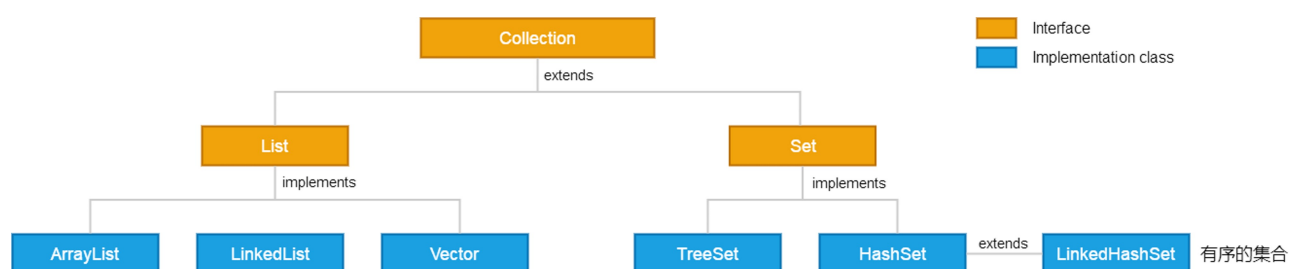 Collection
Interface
Implementation class
extends
List
Set
implements
implements
ArrayList
LinkedList
Vector
TreeSet
HashSet
extends
LinkedHashSet
有序的集合